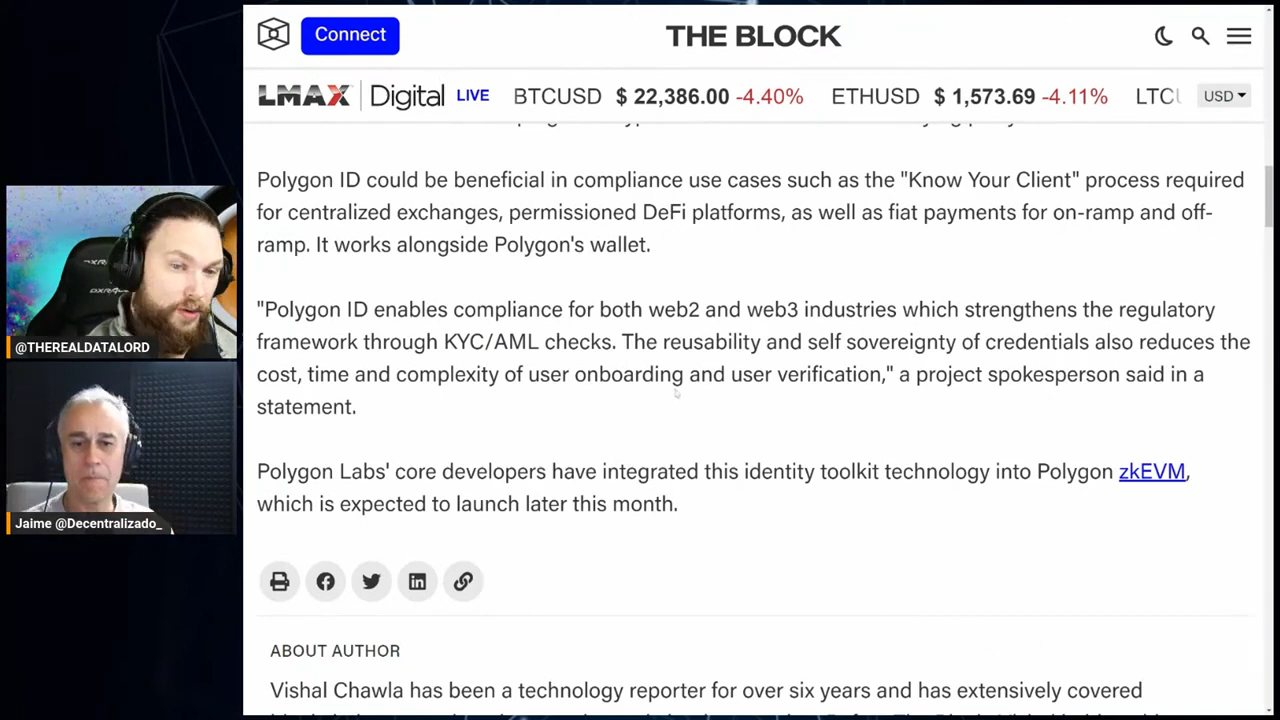 Connect
THE BLOCK
LMAX Digital LIVE BTCUSD $ 22,386.00 -4.40% ETHUSD $ 1,573.69 -4.11% USD
Polygon ID could be beneficial in compliance use cases such as the "Know Your Client" process required
for centralized exchanges, permissioned DeFi platforms, as well as fiat payments for on-ramp and off-
ramp. It works alongside Polygon's wallet.
"Polygon ID enables compliance for both web2 and web3 industries which strengthens the regulatory
framework through KYC/AML checks. The reusability and self sovereignty of credentials also reduces the
cost, time and complexity of user onboarding and user verification," a project spokesperson said in a
statement.
Polygon Labs' core developers have integrated this identity toolkit technology into Polygon zkEVM,
which is expected to launch later this month.
ABOUT AUTHOR
Vishal Chawla has been a technology reporter for over six years and has extensively covered
DXRACER
@THEREALDATALORD
Jaime @Decentralizado_